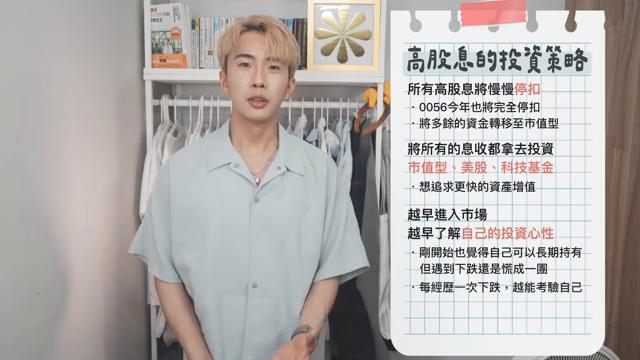 高股息的投資策略
所有高股息將慢慢停扣
·0056今年也將完全停扣
·將多餘的資金轉移至市值型
將所有的息收都拿去投資
市值型、美股、科技基金
·想追求更快的資產增值
越早進入市場
越早了解自己的投資心性
·剛開始也覺得自己可以長期持有
但遇到下跌還是慌成一團
·每經歷一次下跌，越能考驗自己